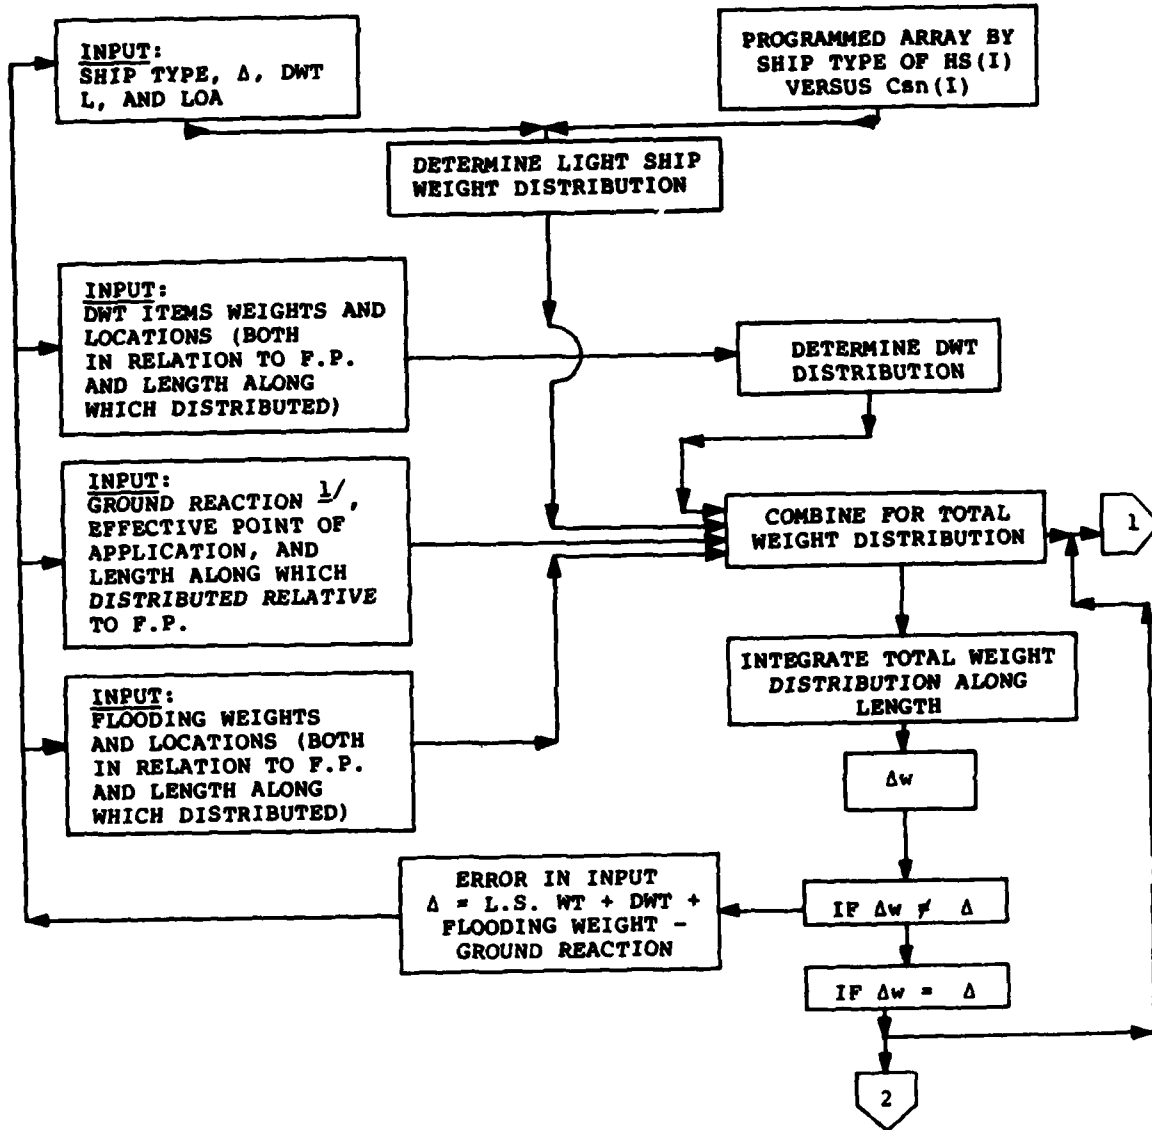 INPUT:
SHIP TYPE, Δ, DWT
L, AND LOA
PROGRAMMED ARRAY BY
SHIP TYPE OF HS(I)
VERSUS Csn(I)
DETERMINE LIGHT SHIP
WEIGHT DISTRIBUTION
INPUT:
DWT ITEMS WEIGHTS AND
LOCATIONS (BOTH
IN RELATION TO F.P.
AND LENGTH ALONG
WHICH DISTRIBUTED)
DETERMINE DWT
DISTRIBUTION
INPUT:
GROUND REACTION 1/,
EFFECTIVE POINT OF
APPLICATION, AND
LENGTH ALONG WHICH
DISTRIBUTED RELATIVE
TO F.P.
COMBINE FOR TOTAL
WEIGHT DISTRIBUTION
1
INTEGRATE TOTAL WEIGHT
DISTRIBUTION ALONG
LENGTH
INPUT:
FLOODING WEIGHTS
AND LOCATIONS (BOTH
IN RELATION TO F.P.
AND LENGTH ALONG
WHICH DISTRIBUTED)
Δw
ERROR IN INPUT
Δ = L.S. WT + DWT +
FLOODING WEIGHT -
GROUND REACTION
IF Δw ≠ Δ
IF Δw = Δ
2